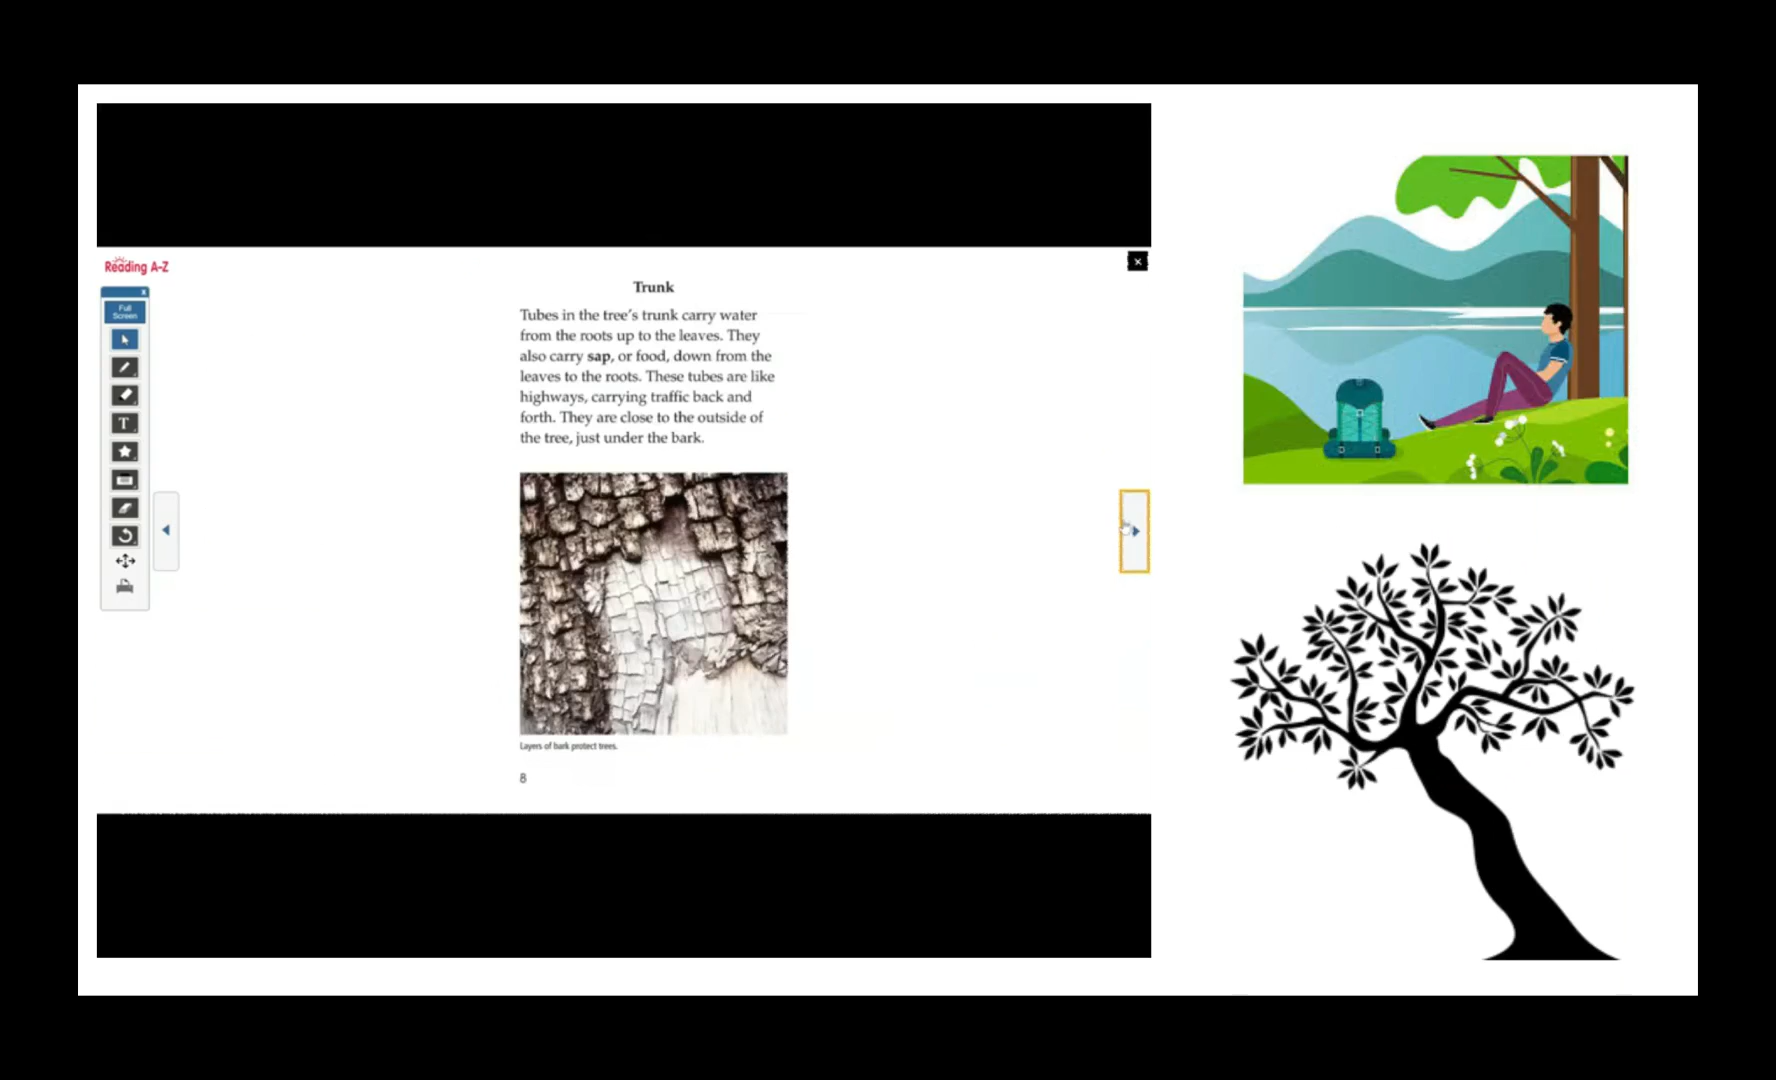 Reading A-Z
x
Full
Screen
T
x
Trunk
Tubes in the tree's trunk carry water
from the roots up to the leaves. They
also carry sap, or food, down from the
leaves to the roots. These tubes are like
highways, carrying traffic back and
forth. They are close to the outside of
the tree, just under the bark.
Layers of bark protect trees.
8